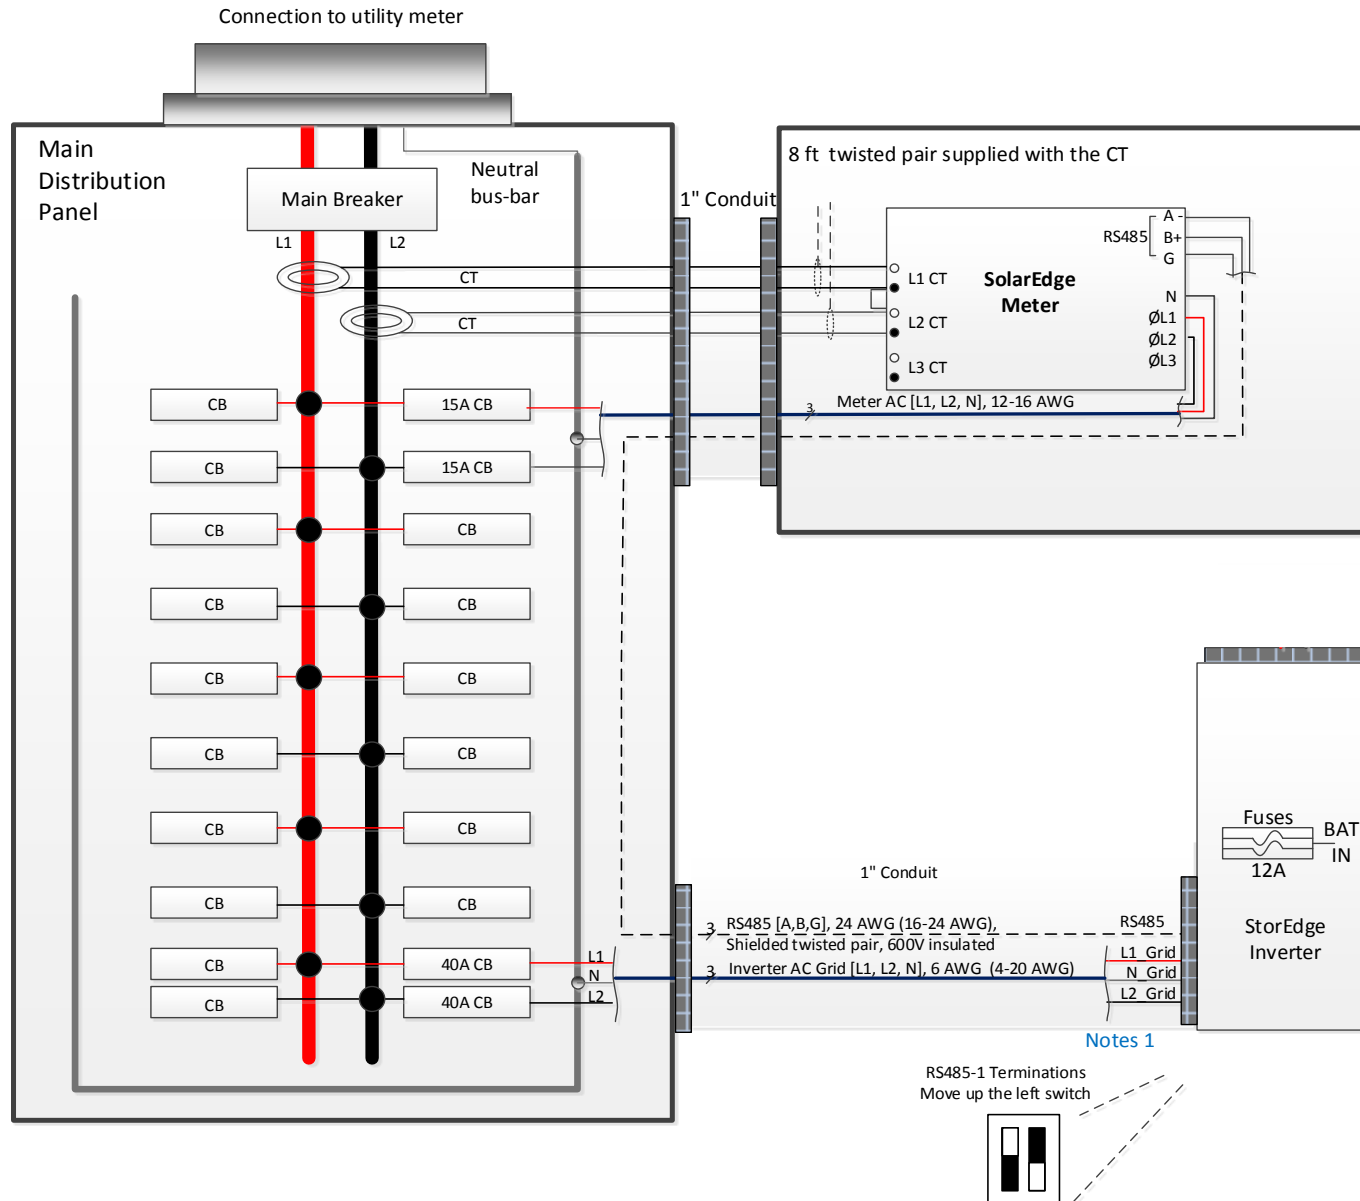 Connection to utility meter
Main
Distribution
Panel
Neutral
bus-bar
Main Breaker
L1
L2
CT
CT
1" Conduit
8 ft  twisted pair supplied with the CT
RS485
A -
B+
G
SolarEdge
Meter
L1 CT
L2 CT
L3 CT
N
ØL1
ØL2
ØL3
3
Meter AC [L1, L2, N], 12-16 AWG
CB
15A CB
CB
15A CB
CB
CB
CB
CB
CB
CB
CB
CB
CB
CB
CB
CB
CB
40A CB
CB
40A CB
L1
N
L2
1" Conduit
3
RS485 [A,B,G], 24 AWG (16-24 AWG),
Shielded twisted pair, 600V insulated
3
Inverter AC Grid [L1, L2, N], 6 AWG  (4-20 AWG)
RS485
L1_Grid
N_Grid
L2_Grid
Fuses
12A
BAT
IN
StorEdge
Inverter
Notes 1
RS485-1 Terminations
Move up the left switch